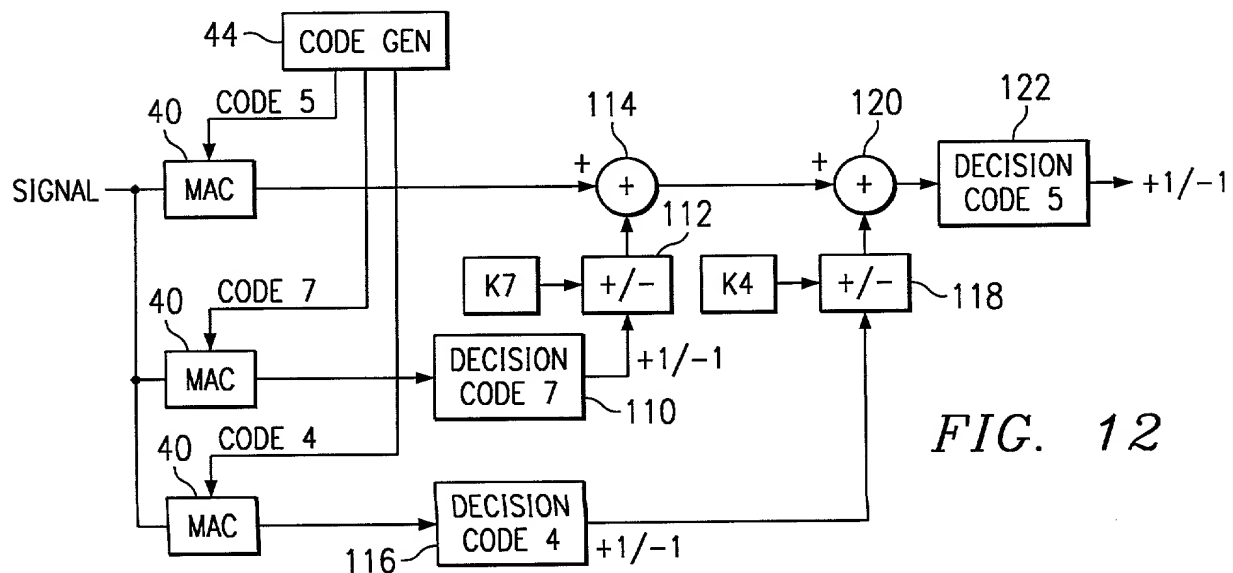 44
CODE GEN
CODE 5
40
114
120
122
SIGNAL
MAC
+
+
+
+
DECISION
CODE 5
+1/-1
112
K7
+/-
K4
+/-
118
CODE 7
40
MAC
DECISION
CODE 7
+1/-1
110
CODE 4
40
MAC
DECISION
CODE 4
116
+1/-1
FIG. 12